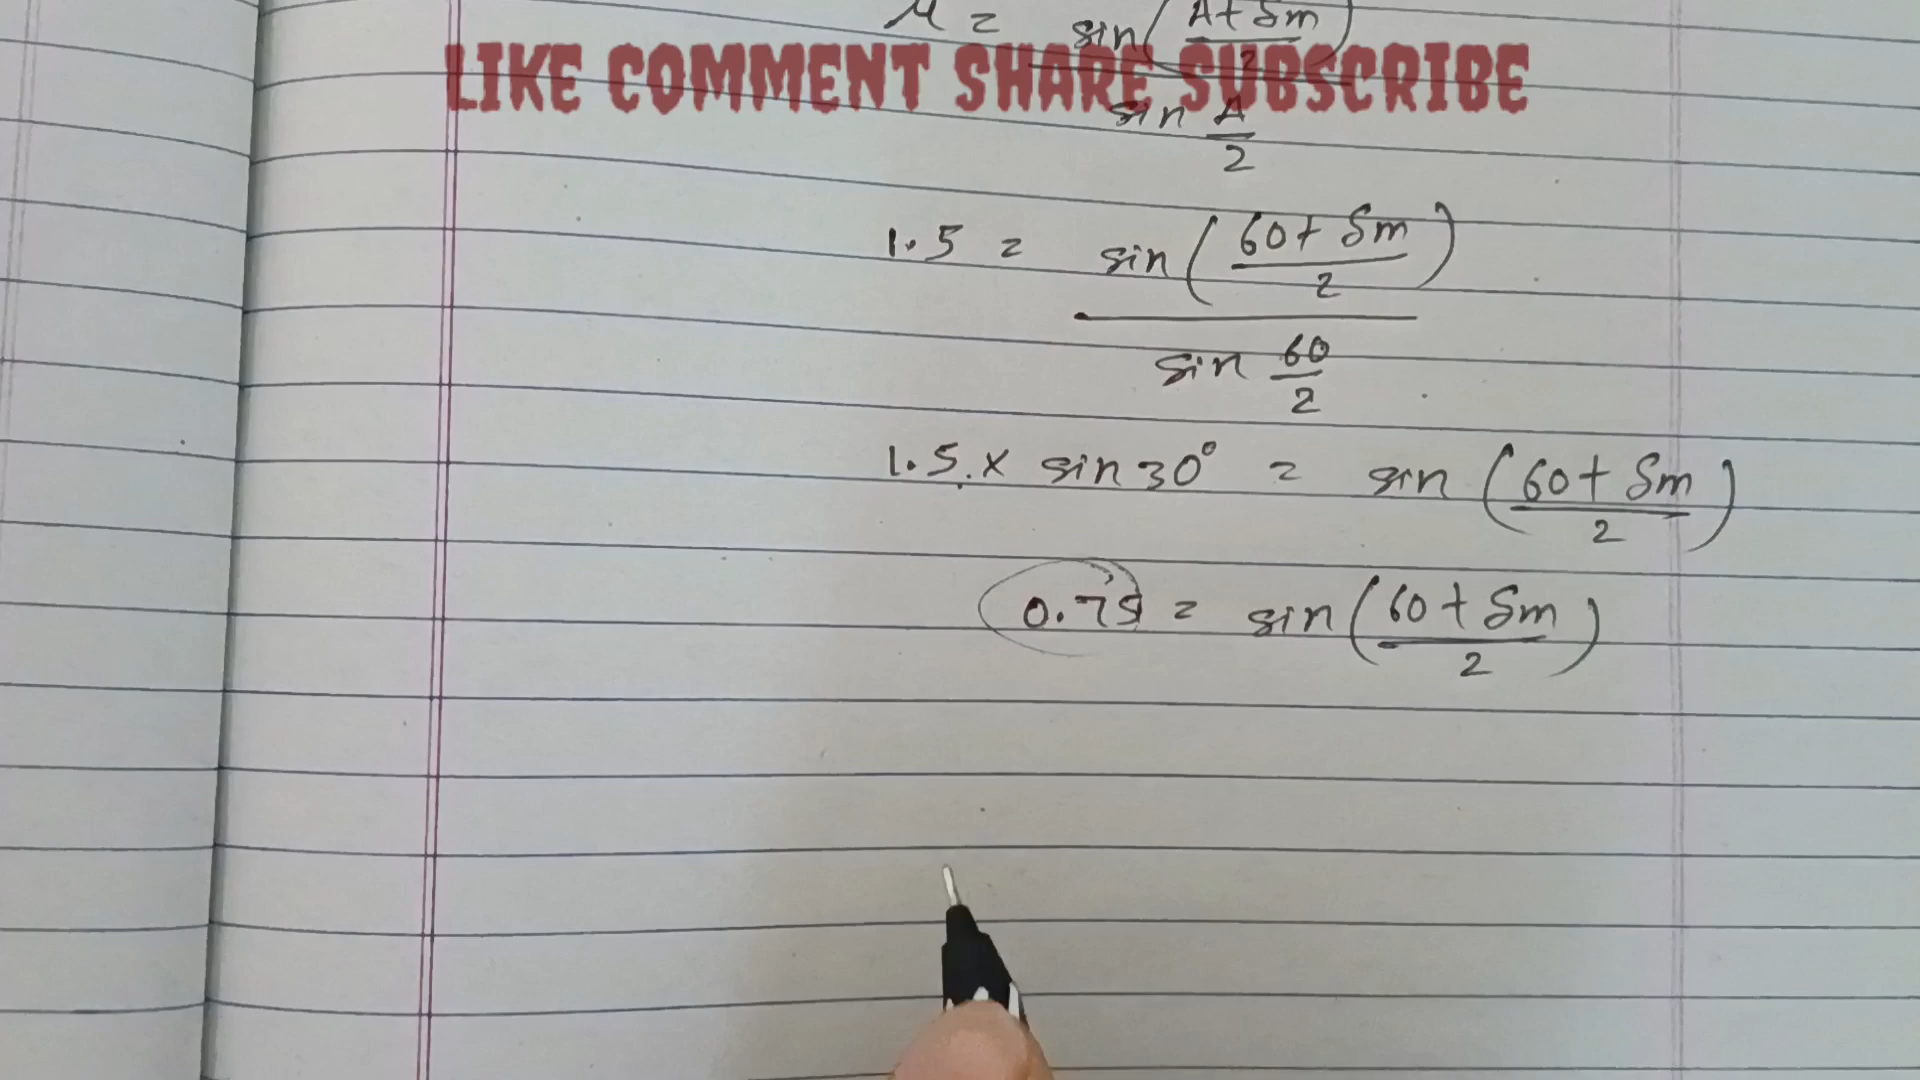 μ = sin(A+δm/2)
LIKE COMMENT SHARE SUBSCRIBE
sin A/2
1.5 = sin(60+δm/2)
sin 60/2
1.5 × sin 30° = sin(60+δm/2)
0.75 = sin(60+δm/2)